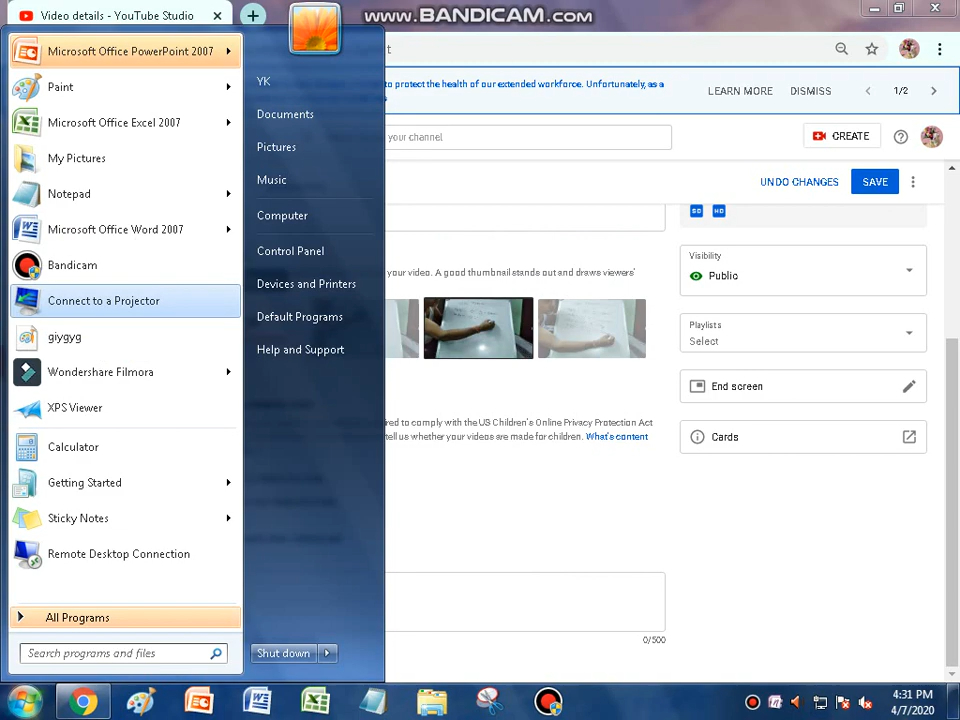 Video details - YouTube Studio
www.BANDICAM.com
Microsoft Office PowerPoint 2007
Paint
Microsoft Office Excel 2007
My Pictures
Notepad
Microsoft Office Word 2007
Bandicam
Connect to a Projector
giygyg
Wondershare Filmora
XPS Viewer
Calculator
Getting Started
Sticky Notes
Remote Desktop Connection
All Programs
Search programs and files
YK
Documents
Pictures
Music
Computer
Control Panel
Devices and Printers
Default Programs
Help and Support
Shut down
t
to protect the health of our extended workforce. Unfortunately, as a
LEARN MORE
DISMISS
1/2
your channel
CREATE
UNDO CHANGES
SAVE
SD
HD
your video. A good thumbnail stands out and draws viewers'
Visibility
Public
Playlists
Select
End screen
Cards
ired to comply with the US Children's Online Privacy Protection Act
tell us whether your videos are made for children. What's content
0/500
4:31 PM
4/7/2020